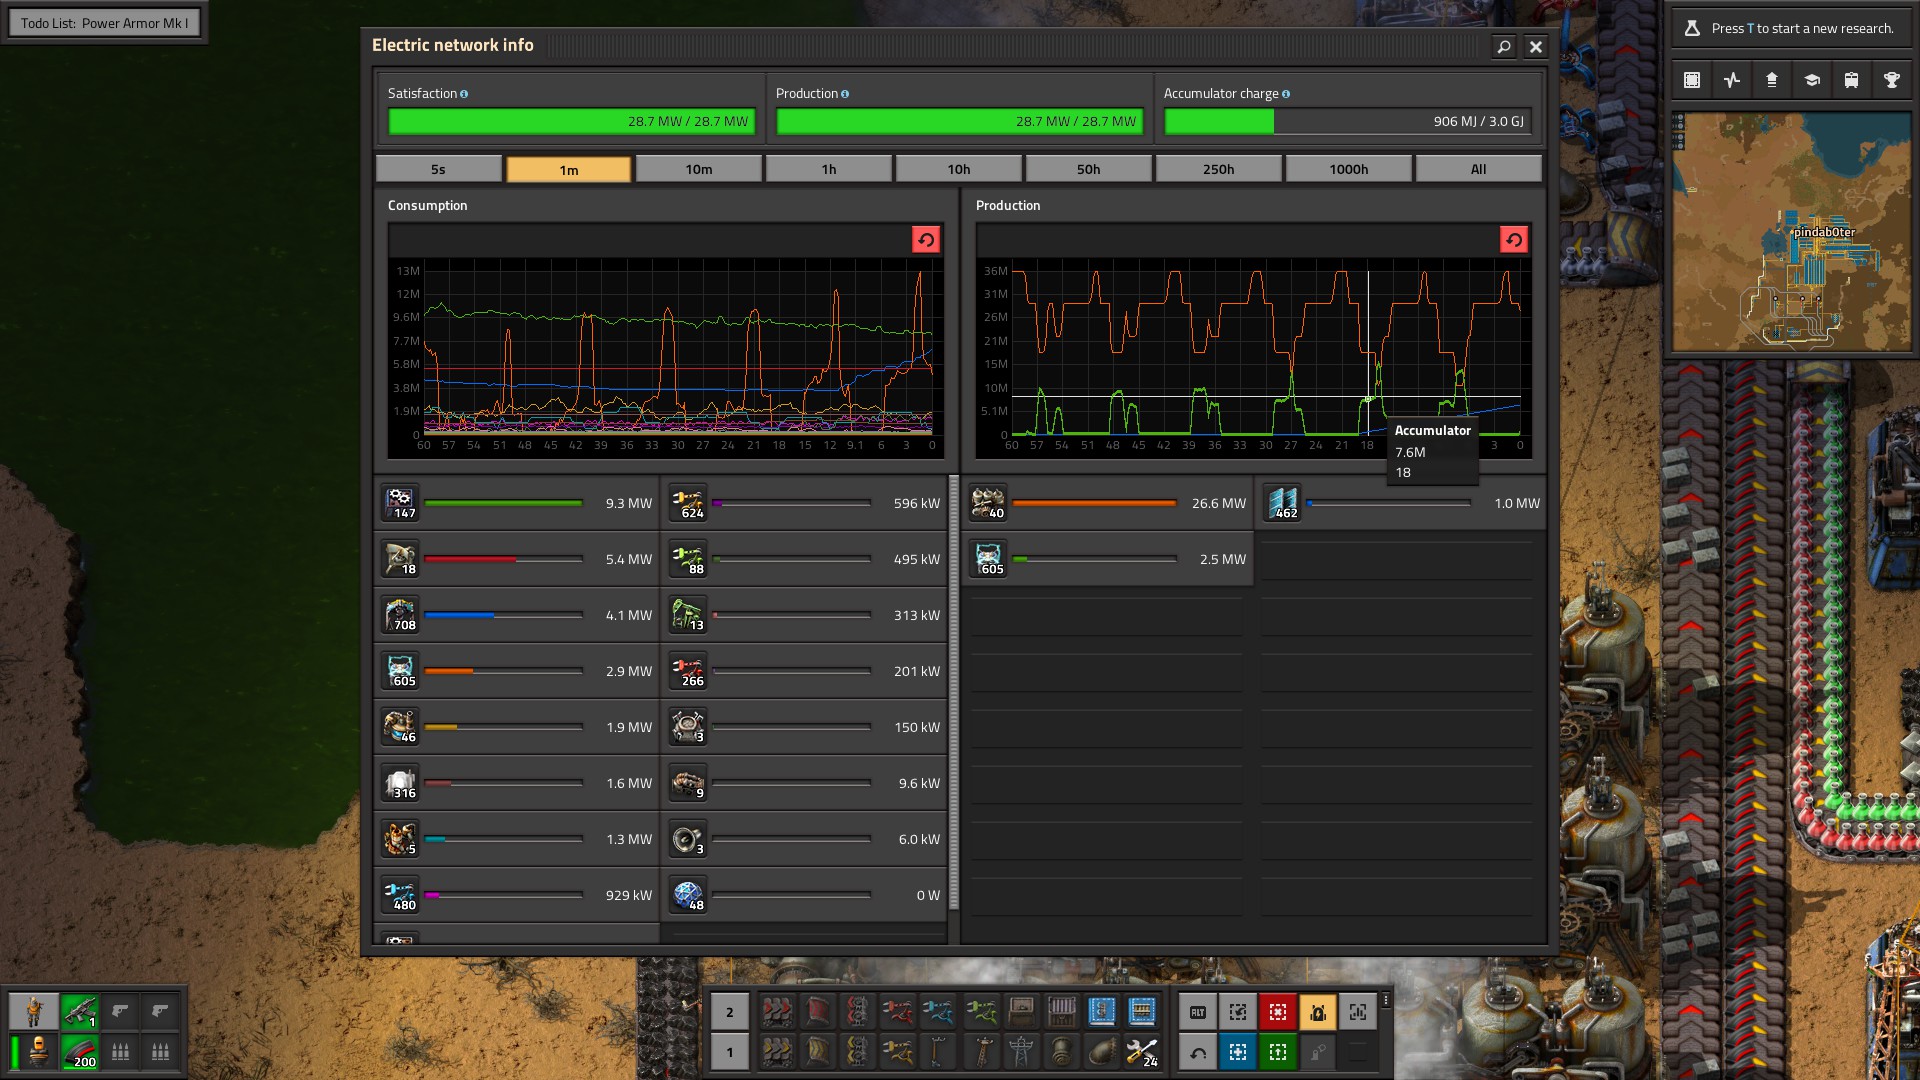 Todo List: Power Armor Mk I
Electric network info
Press T to start a new research.
Satisfaction
28.7 MW / 28.7 MW
Production
28.7 MW / 28.7 MW
Accumulator charge
906 MJ / 3.0 GJ
5s
1m
10m
1h
10h
50h
250h
1000h
All
Consumption
13M
12M
9.6M
7.7M
5.8M
3.8M
1.9M
0
60 57 54 51 48 45 42 39 36 33 30 27 24 21 18 15 12 9.1 6 3 0
Production
36M
31M
26M
21M
15M
10M
5.1M
0
60 57 54 51 48 45 42 39 36 33 30 27 24 21 18 3 0
Accumulator
7.6M
18
pindab0ter
147 9.3 MW
624 596 kW
18 5.4 MW
88 495 kW
708 4.1 MW
13 313 kW
605 2.9 MW
266 201 kW
46 1.9 MW
3 150 kW
316 1.6 MW
9 9.6 kW
5 1.3 MW
3 6.0 kW
480 929 kW
48 0 W
40 26.6 MW
462 1.0 MW
605 2.5 MW
1
200
2
1
24
ALT